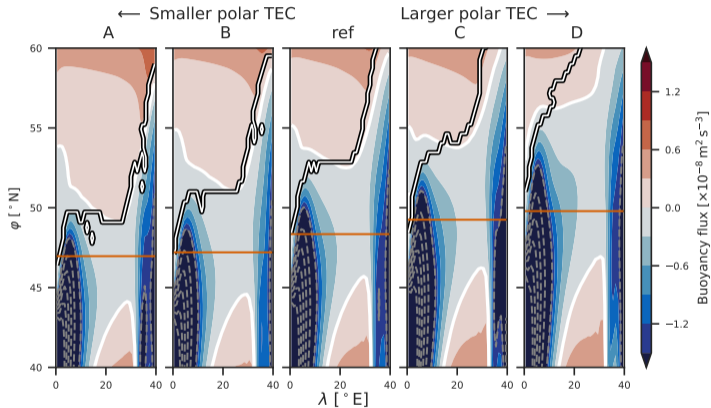 ⟵ Smaller polar TEC Larger polar TEC ⟶
A B ref C D
60
55
50
45
40
φ [°N]
0 20 40 0 20 40 0 20 40 0 20 40 0 20 40
λ [°E]
1.2
0.6
0.0
−0.6
−1.2
Buoyancy flux [×10⁻⁸ m² s⁻³]